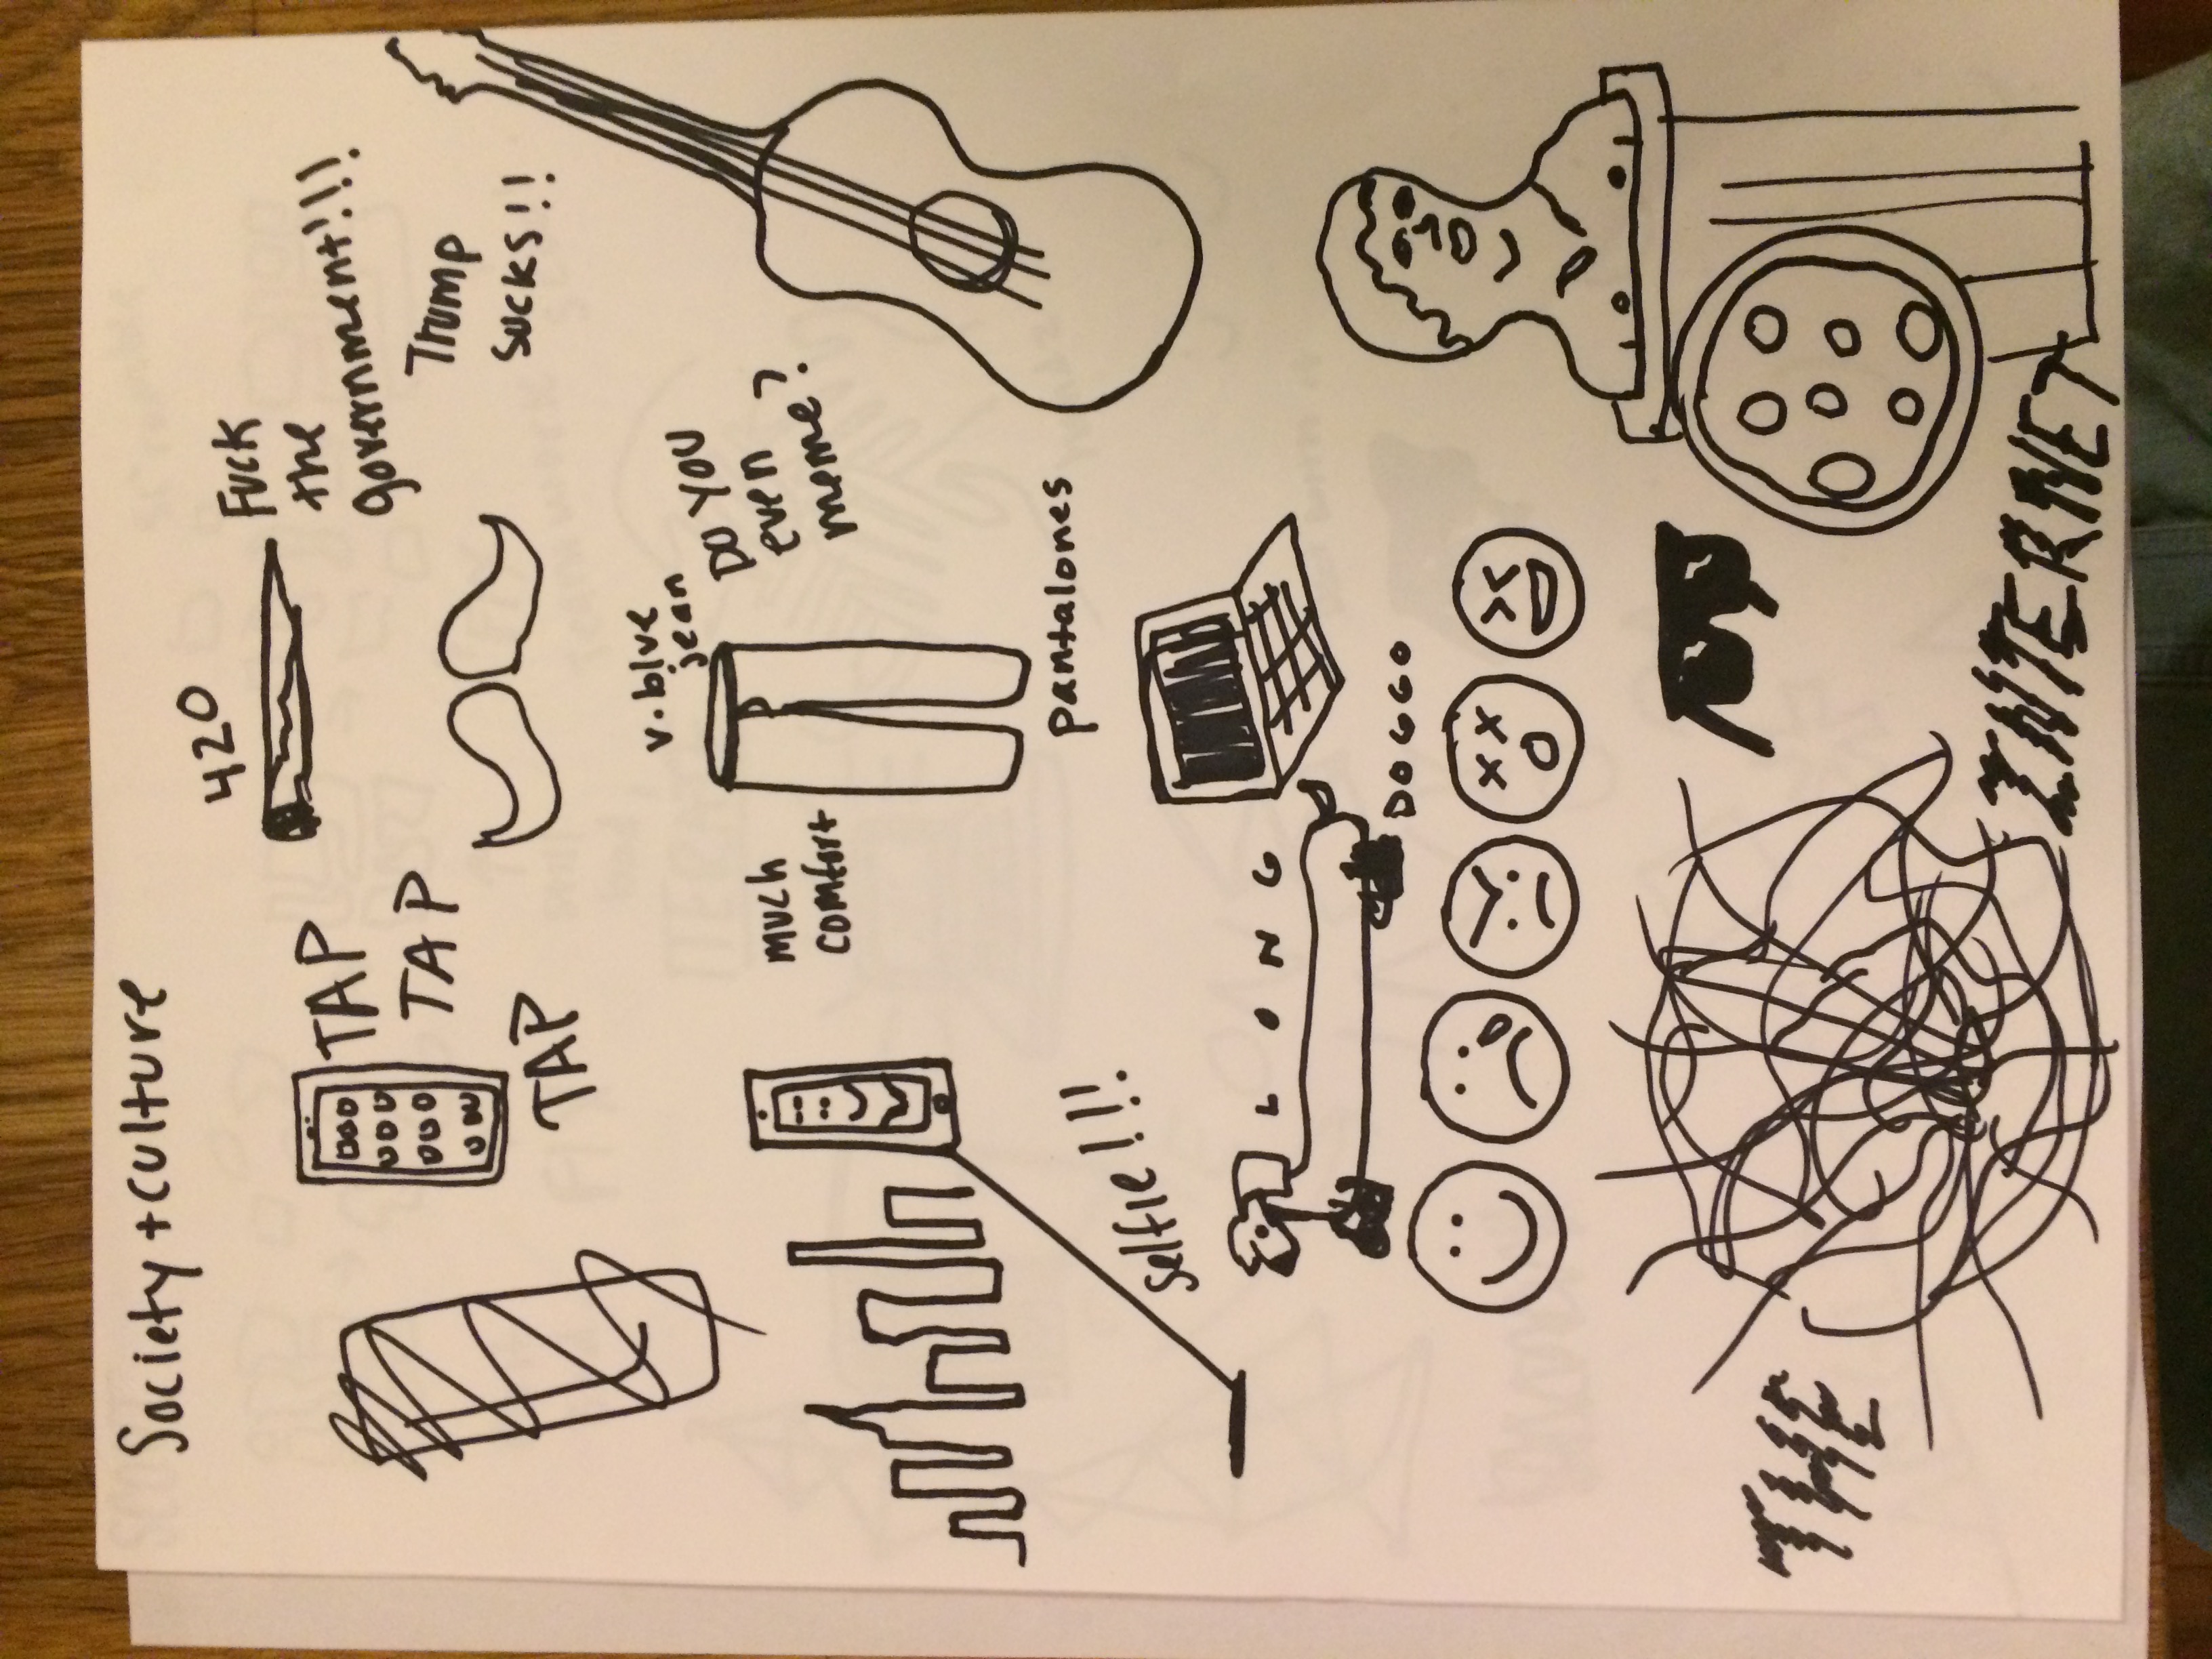 Society + culture
420
Fuck
the
government!!!
TAP
TAP
TAP
Trump
sucks!!
v. blue
jean
much
comfort
DO YOU
even
meme?
pantalones
Selfie!!!
L O N G
DOGGO
THE
INTERNET